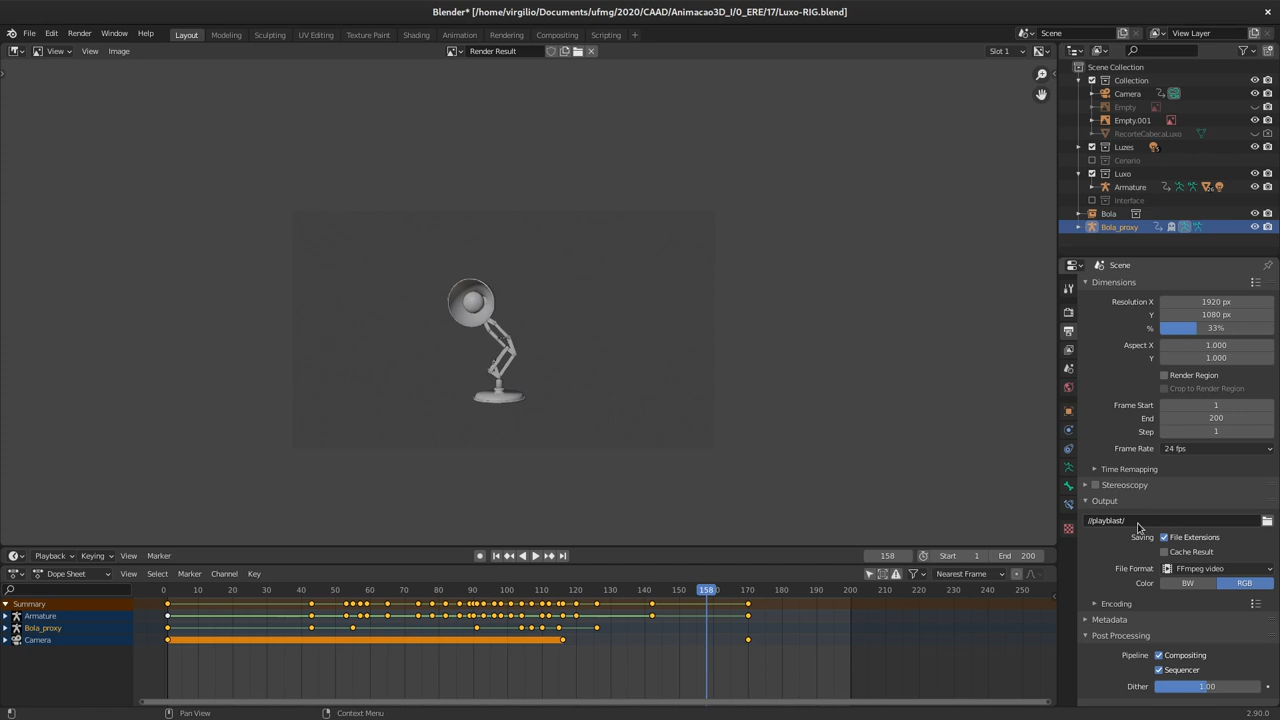 Blender* [/home/virgilio/Documents/ufmg/2020/CAAD/Animacao3D_I/0_ERE/17/Luxo-RIG.blend]
File Edit Render Window Help Layout Modeling Sculpting UV Editing Texture Paint Shading Animation Rendering Compositing Scripting + Scene View Layer
View View Image Render Result Slot 1
Scene Collection
Collection
Camera
Empty
Empty.001
RecorteCabecaLuxo
Luzes
Cenario
Luxo
Armature
Interface
Bola
Bola_proxy
Scene
Dimensions
Resolution X 1920 px
Y 1080 px
% 33%
Aspect X 1.000
Y 1.000
Render Region
Crop to Render Region
Frame Start 1
End 200
Step 1
Frame Rate 24 fps
Time Remapping
Stereoscopy
Output
//playblast/
Saving File Extensions
Cache Result
File Format FFmpeg video
Color BW RGB
Encoding
Metadata
Post Processing
Pipeline Compositing
Sequencer
Dither 1.00
Playback Keying View Marker 158 Start 1 End 200
Dope Sheet View Select Marker Channel Key Nearest Frame
0 10 20 30 40 50 60 70 80 90 100 110 120 130 140 150 158 170 180 190 200 210 220 230 240 250
Summary
Armature
Bola_proxy
Camera
Pan View Context Menu 2.90.0